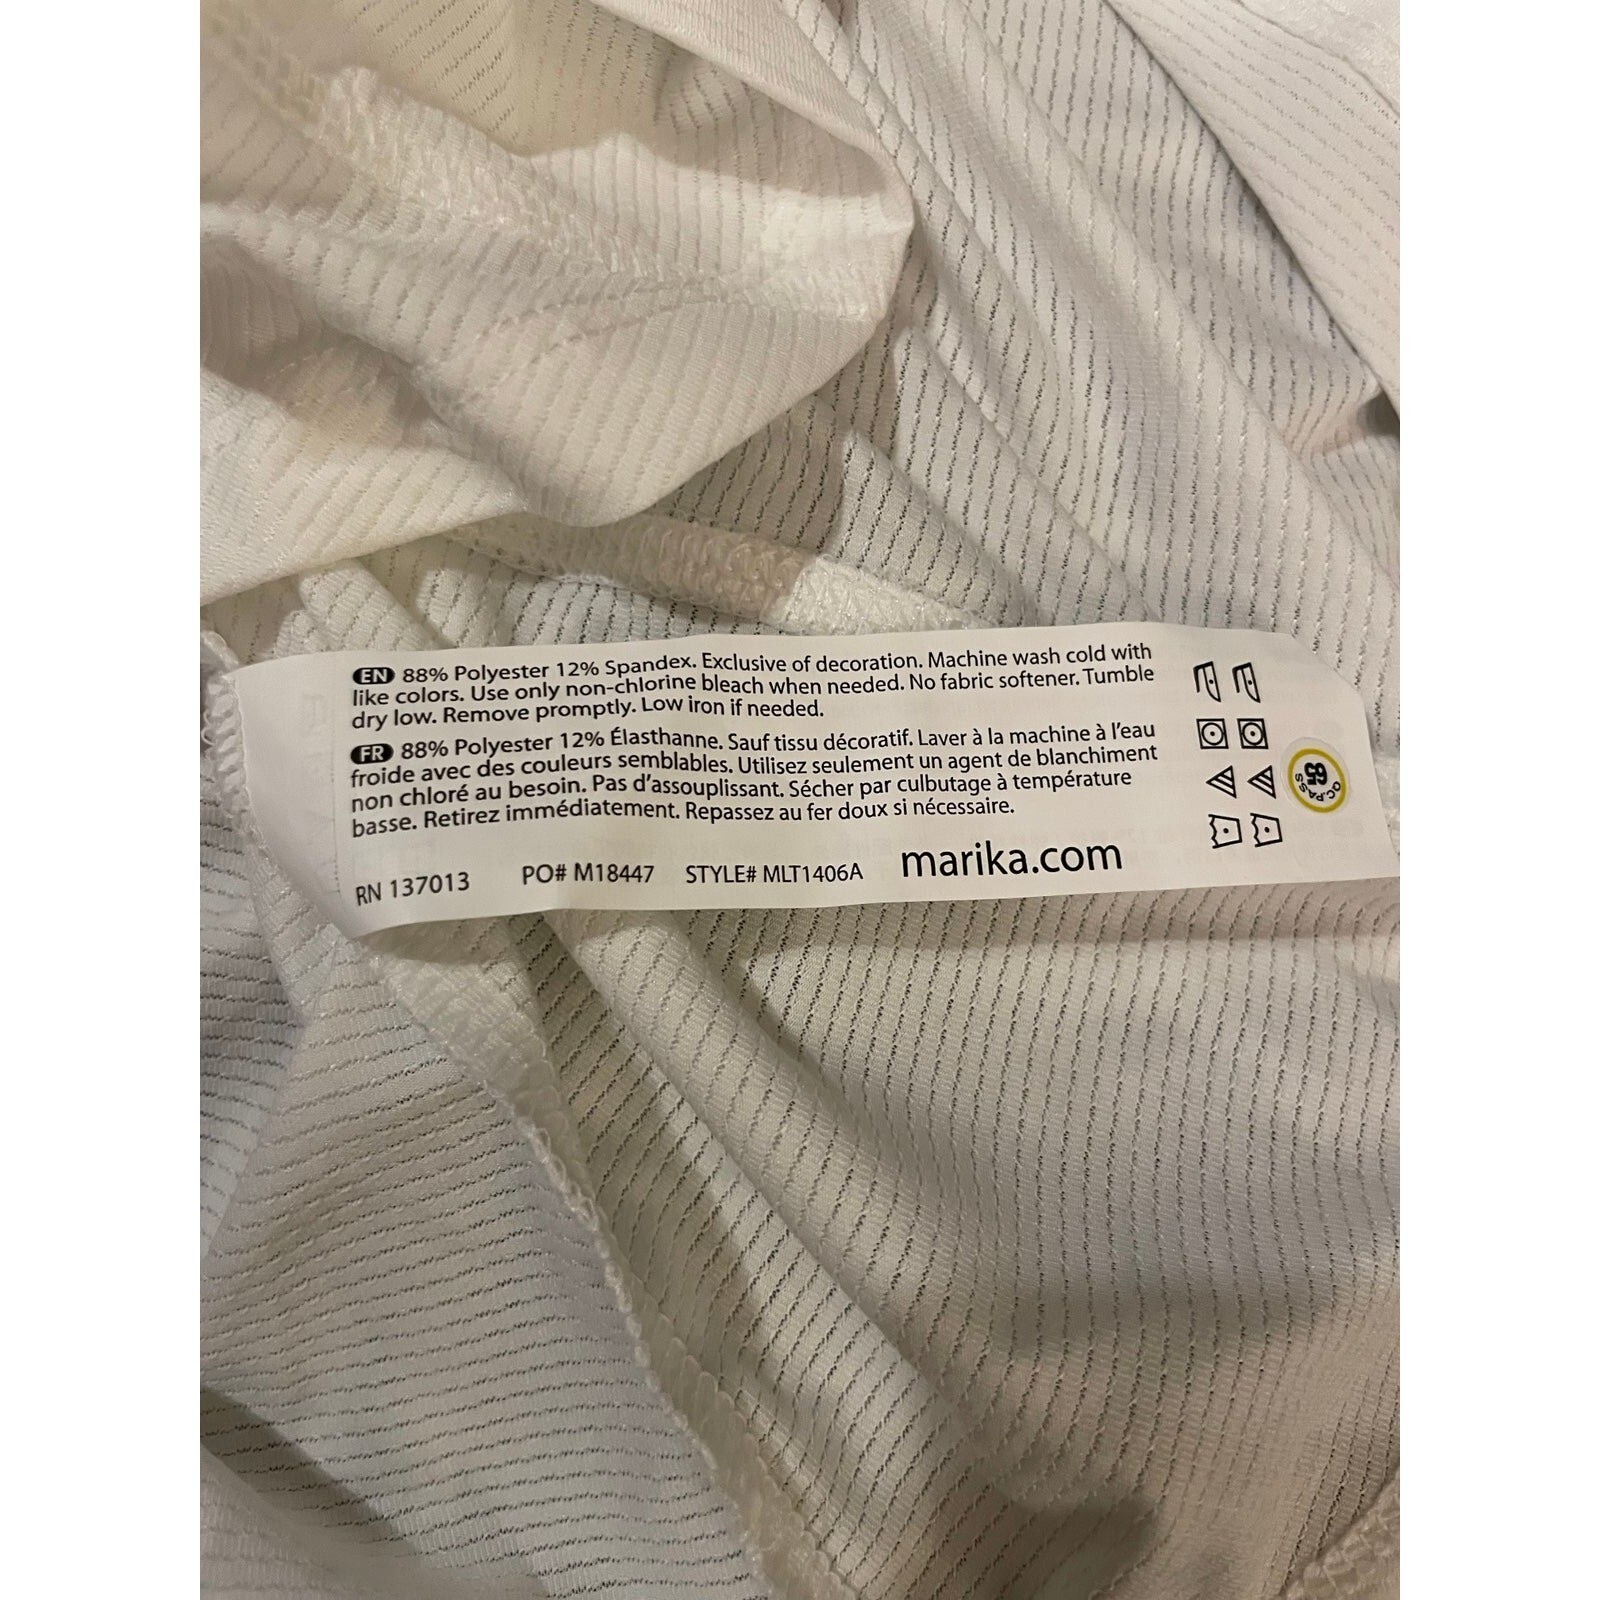 EN 88% Polyester 12% Spandex. Exclusive of decoration. Machine wash cold with
like colors. Use only non-chlorine bleach when needed. No fabric softener. Tumble
dry low. Remove promptly. Low iron if needed.
FR 88% Polyester 12% Élasthanne. Sauf tissu décoratif. Laver à la machine à l'eau
froide avec des couleurs semblables. Utilisez seulement un agent de blanchiment
non chloré au besoin. Pas d'assouplissant. Sécher par culbutage à température
basse. Retirez immédiatement. Repassez au fer doux si nécessaire.
RN 137013 PO# M18447 STYLE# MLT1406A marika.com
QC.PASS
65